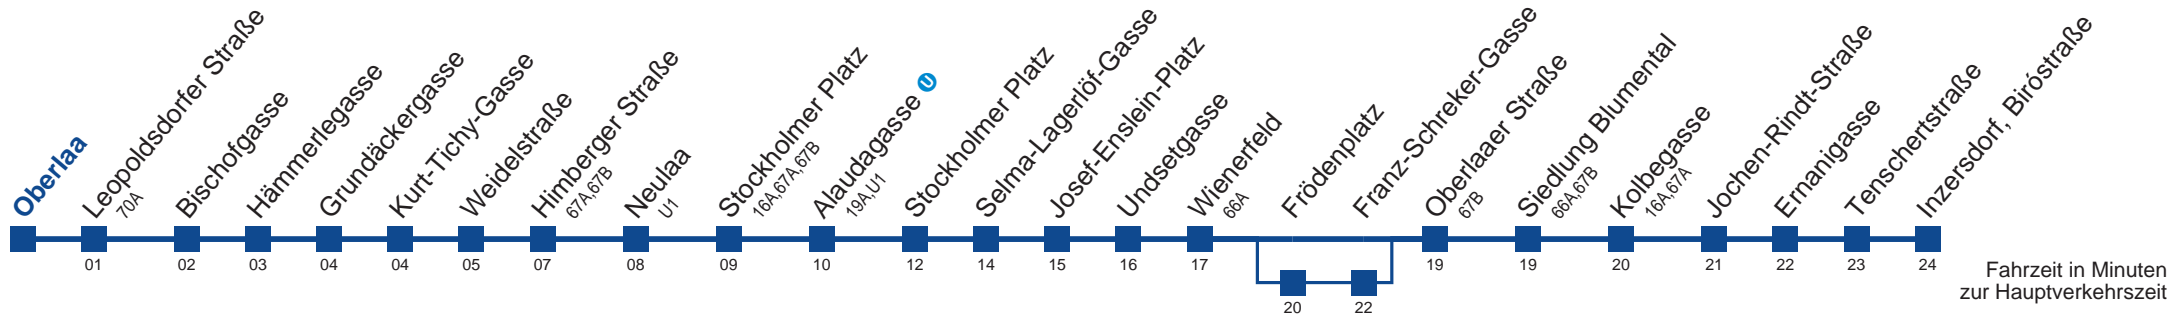 Oberlaa
Leopoldsdorfer Straße
70A
Bischofgasse
Hämmerlegasse
Grundäckergasse
Kurt-Tichy-Gasse
Weidelstraße
Himberger Straße
67A,67B
Neulaa
U1
Stockholmer Platz
16A,67A,67B
Alaudagasse U
19A,U1
Stockholmer Platz
Selma-Lagerlöf-Gasse
Josef-Enslein-Platz
Undsetgasse
Wienerfeld
66A
Frödenplatz
Franz-Schreker-Gasse
Oberlaaer Straße
67B
Siedlung Blumental
66A,67B
Kolbegasse
16A,67A
Jochen-Rindt-Straße
Ernanigasse
Tenschertstraße
Inzersdorf, Biróstraße
01 02 03 04 04 05 07 08 09 10 12 14 15 16 17 19 19 20 21 22 23 24
20 22
Fahrzeit in Minuten
zur Hauptverkehrszeit